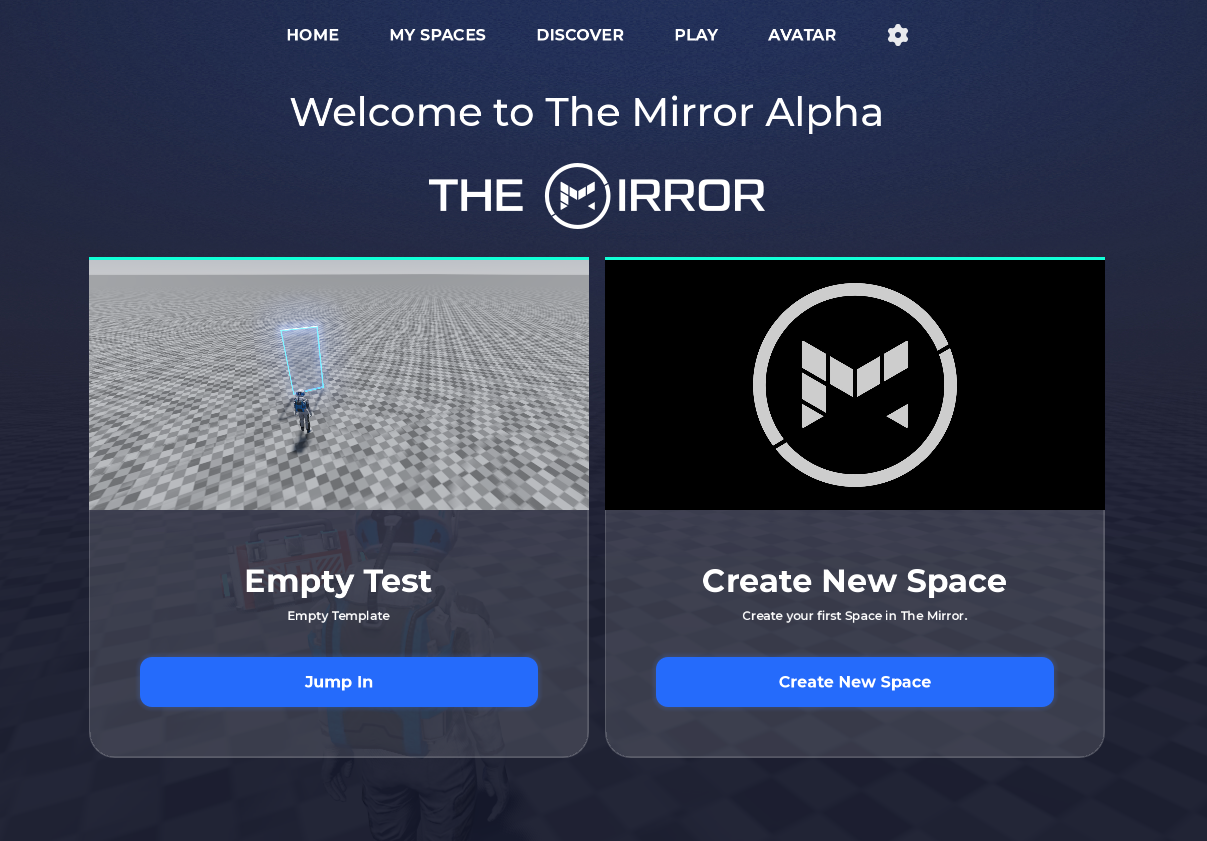 HOME MY SPACES DISCOVER PLAY AVATAR
Welcome to The Mirror Alpha
THE MIRROR
Empty Test
Empty Template
Jump In
Create New Space
Create your first Space in The Mirror.
Create New Space